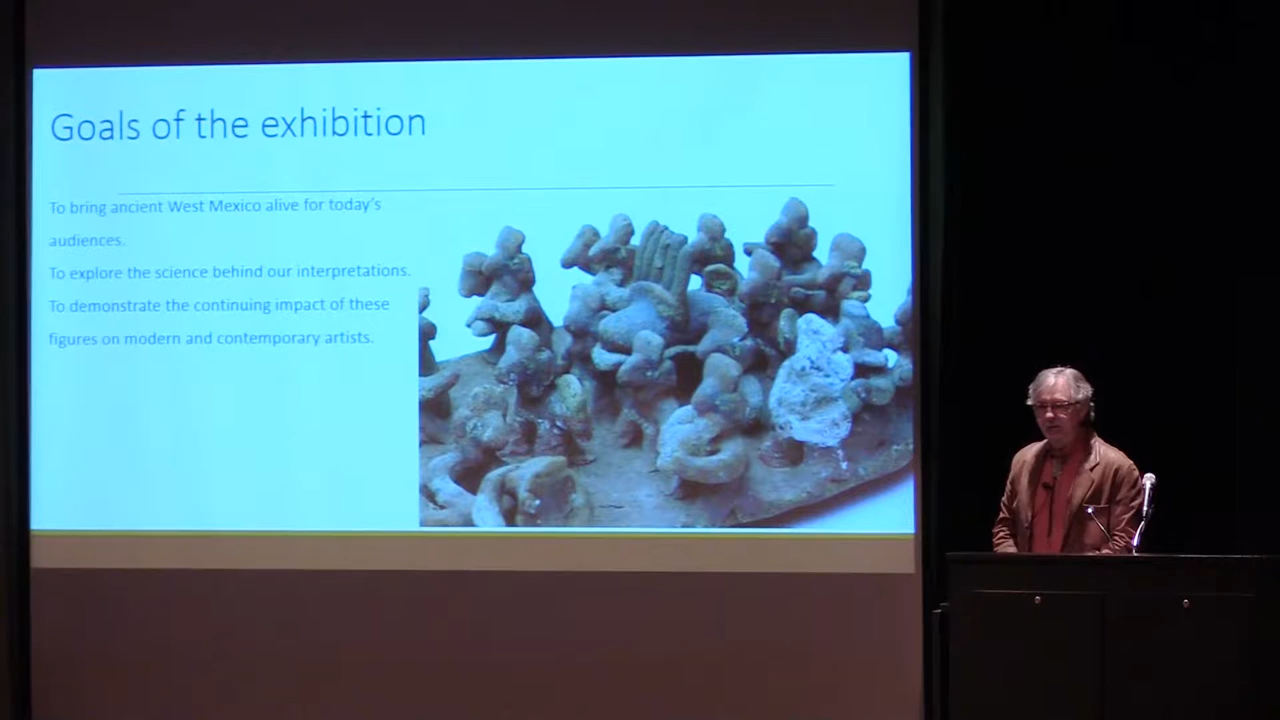 Goals of the exhibition
To bring ancient West Mexico alive for today's
audiences.
To explore the science behind our interpretations.
To demonstrate the continuing impact of these
figures on modern and contemporary artists.